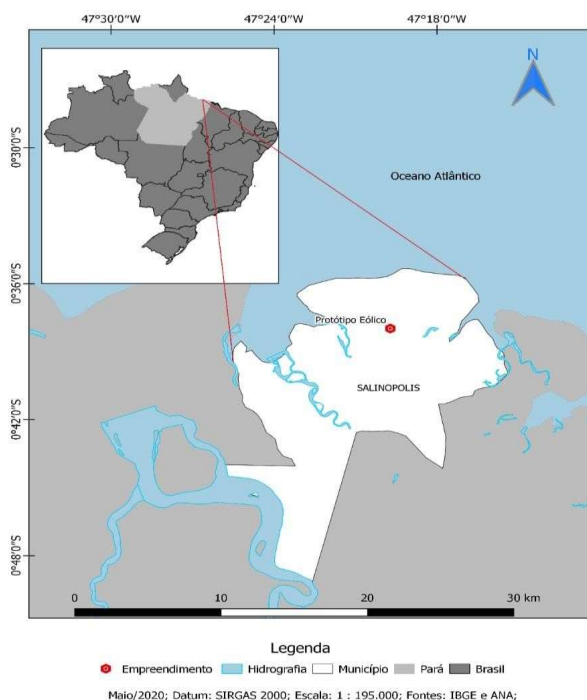 47°30'0"O 47°24'0"O 47°18'0"O
N
0°30'0"S
Oceano Atlântico
0°36'0"S
Protótipo Eólico
SALINOPOLIS
0°42'0"S
0°48'0"S
0 10 20 30 km
Legenda
Empreendimento Hidrografia Município Pará Brasil
Maio/2020; Datum: SIRGAS 2000; Escala: 1 : 195.000; Fontes: IBGE e ANA;